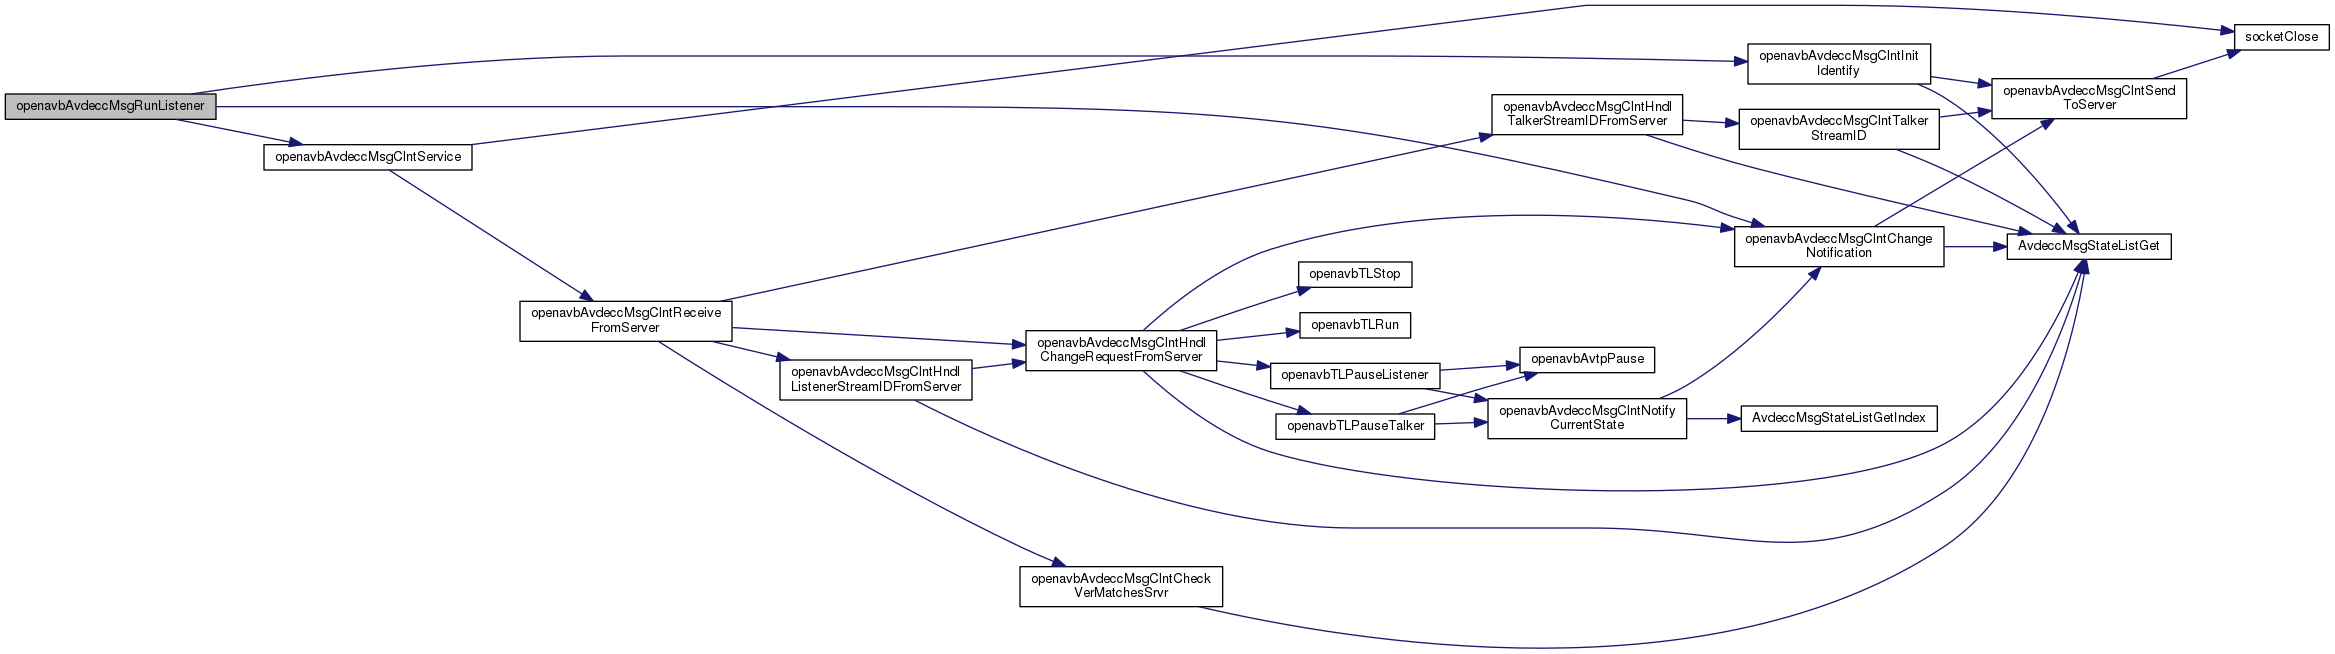 openavbAvdeccMsgRunListener
openavbAvdeccMsgClntService
openavbAvdeccMsgClntReceive
FromServer
openavbAvdeccMsgClntHndl
ListenerStreamIDFromServer
openavbAvdeccMsgClntHndl
ChangeRequestFromServer
openavbAvdeccMsgClntCheck
VerMatchesSrvr
openavbTLStop
openavbTLRun
openavbTLPauseListener
openavbTLPauseTalker
openavbAvdeccMsgClntHndl
TalkerStreamIDFromServer
openavbAvtpPause
openavbAvdeccMsgClntNotify
CurrentState
openavbAvdeccMsgClntInit
Identify
openavbAvdeccMsgClntTalker
StreamID
openavbAvdeccMsgClntChange
Notification
AvdeccMsgStateListGetIndex
openavbAvdeccMsgClntSend
ToServer
AvdeccMsgStateListGet
socketClose